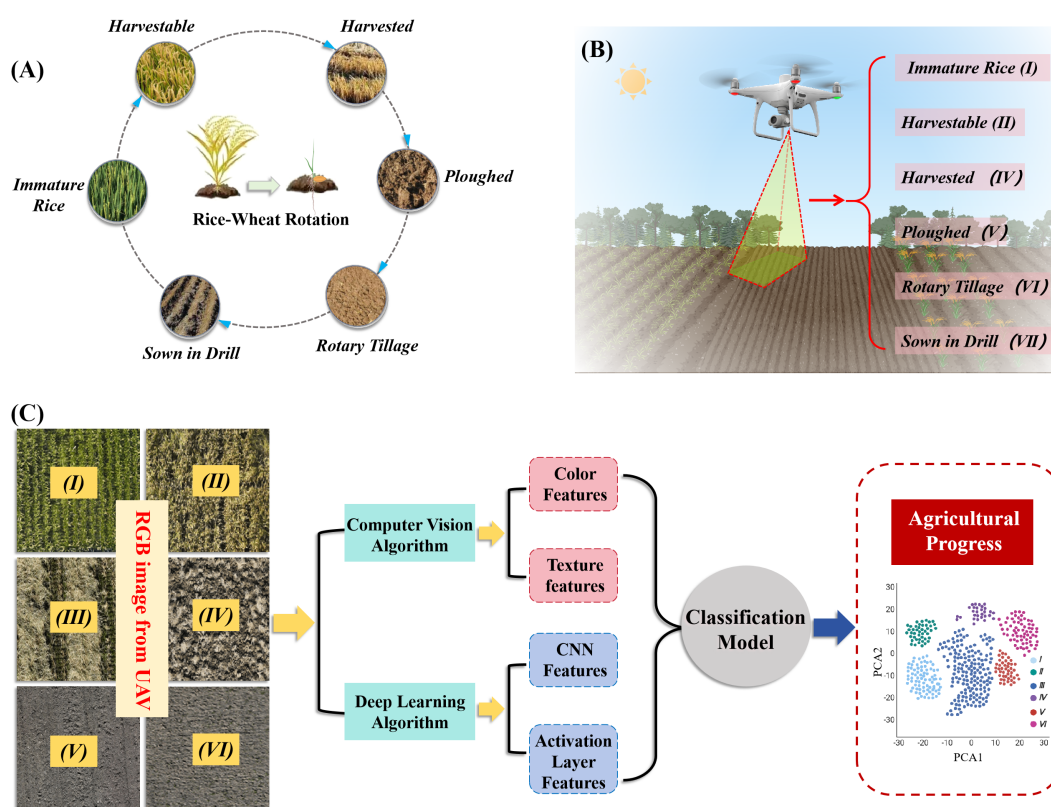 (A)
Harvestable
Harvested
Immature
Rice
Ploughed
Rice-Wheat Rotation
Sown in Drill
Rotary Tillage
(B)
Immature Rice (I)
Harvestable (II)
Harvested (IV)
Ploughed (V)
Rotary Tillage (VI)
Sown in Drill (VII)
(C)
(I)
(II)
(III)
(IV)
(V)
(VI)
RGB image from UAV
Computer Vision
Algorithm
Deep Learning
Algorithm
Color
Features
Texture
features
CNN
Features
Activation
Layer
Features
Classification
Model
Agricultural
Progress
PCA2
30
20
10
0
-10
-20
-30
I
II
III
IV
V
VI
-30 -20 -10 0 10 20 30
PCA1